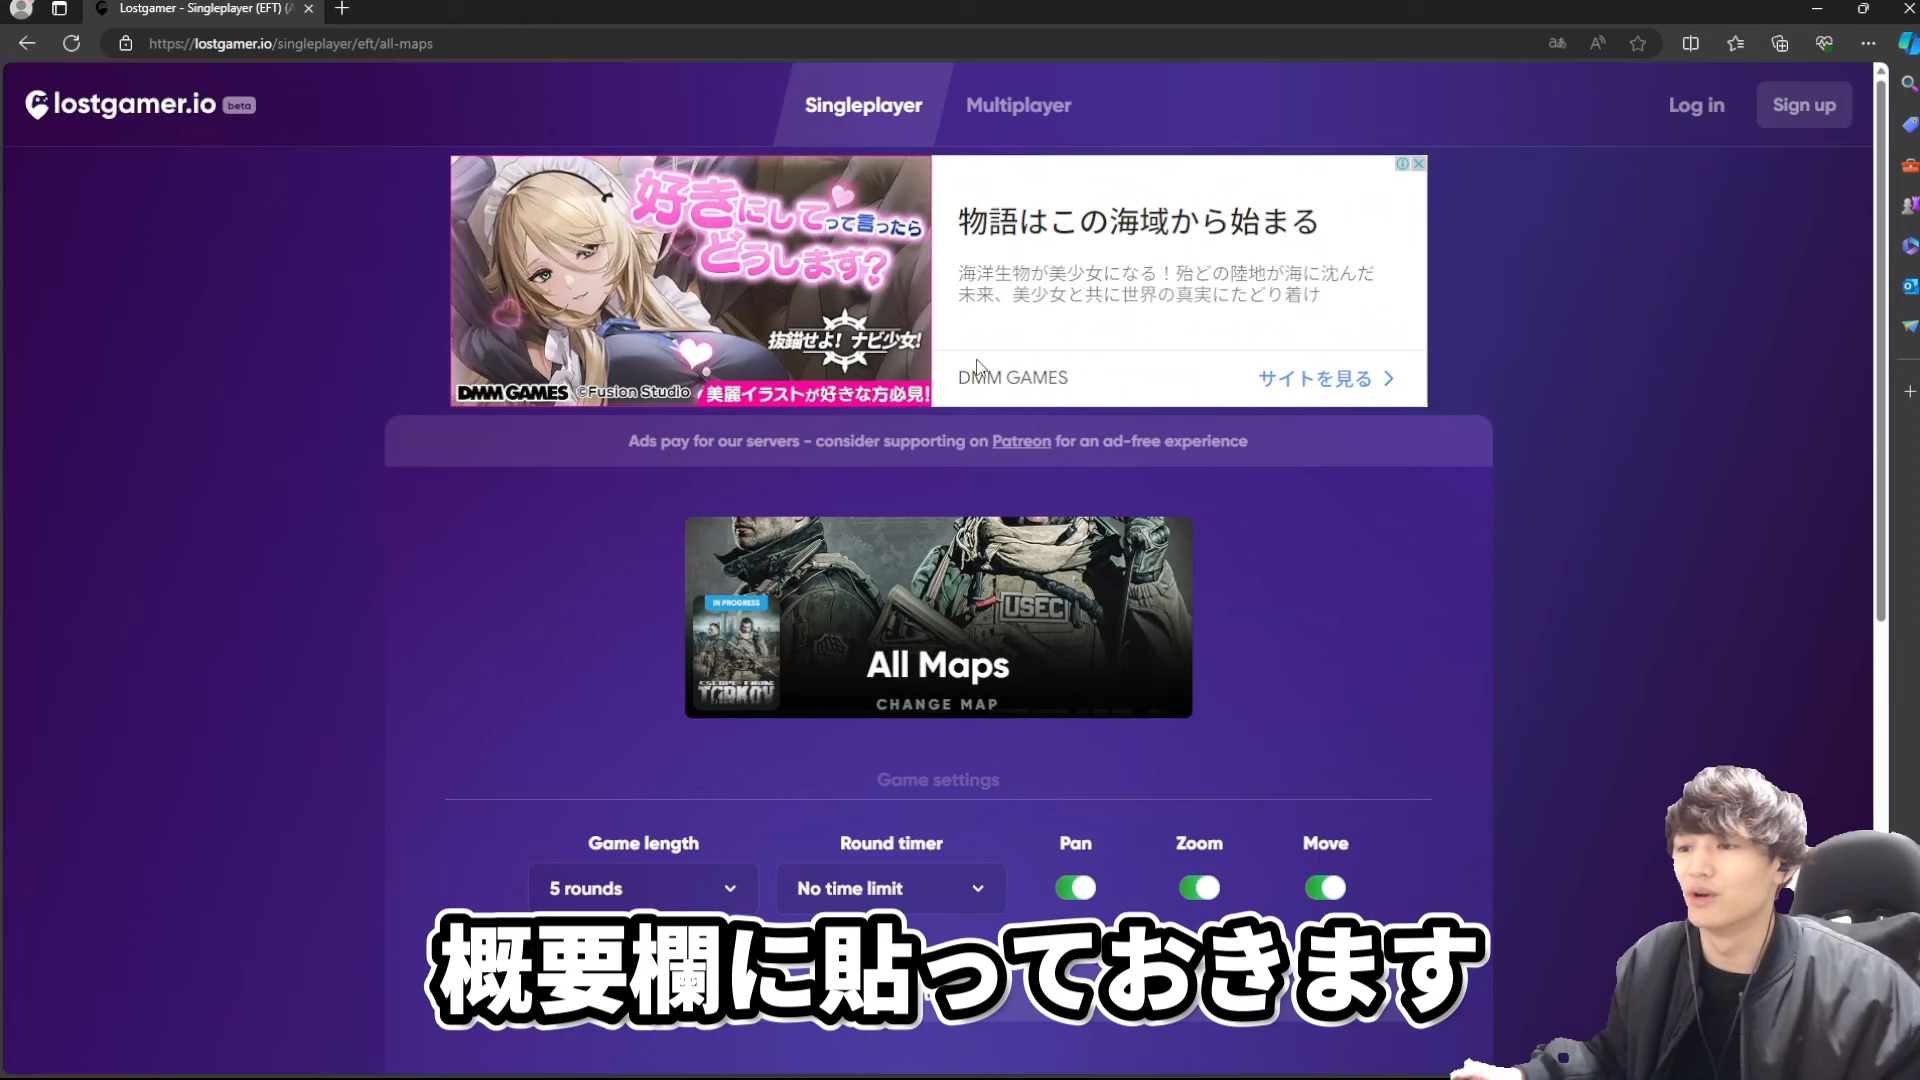 Lostgamer - Singleplayer (EFT) (A
https://lostgamer.io/singleplayer/eft/all-maps
lostgamer.io beta
Singleplayer
Multiplayer
Log in
Sign up
好きにしてって言ったら
どうします?
抜錨せよ! ナビ少女!
DMM GAMES ©Fusion Studio 美麗イラストが好きな方必見!
物語はこの海域から始まる
海洋生物が美少女になる！殆どの陸地が海に沈んだ
未来、美少女と共に世界の真実にたどり着け
DMM GAMES
サイトを見る
Ads pay for our servers - consider supporting on Patreon for an ad-free experience
IN PROGRESS
USEC
ESCAPE FROM
TARKOV
All Maps
CHANGE MAP
Game settings
Game length
Round timer
Pan
Zoom
Move
5 rounds
No time limit
概要欄に貼っておきます